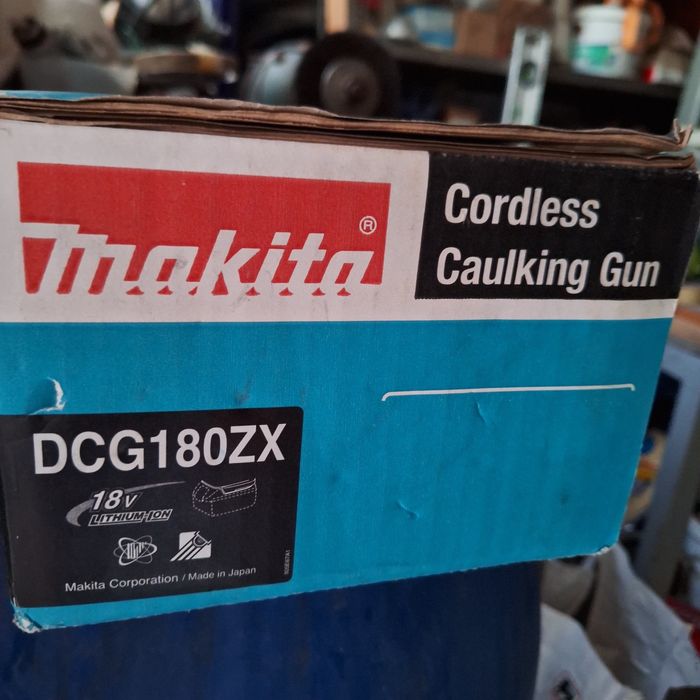 makita®
Cordless
Caulking Gun
DCG180ZX
18V
LITHIUM-ION
Makita Corporation / Made in Japan